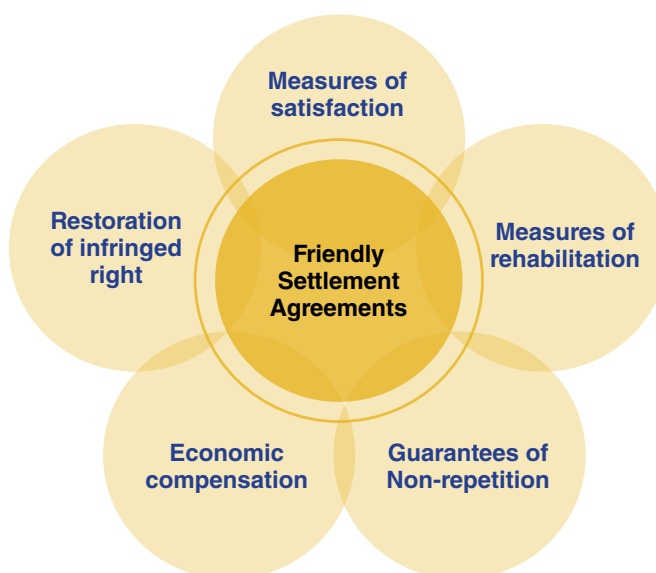 Measures of
satisfaction
Restoration
of infringed
right
Friendly
Settlement
Agreements
Measures of
rehabilitation
Economic
compensation
Guarantees of
Non-repetition